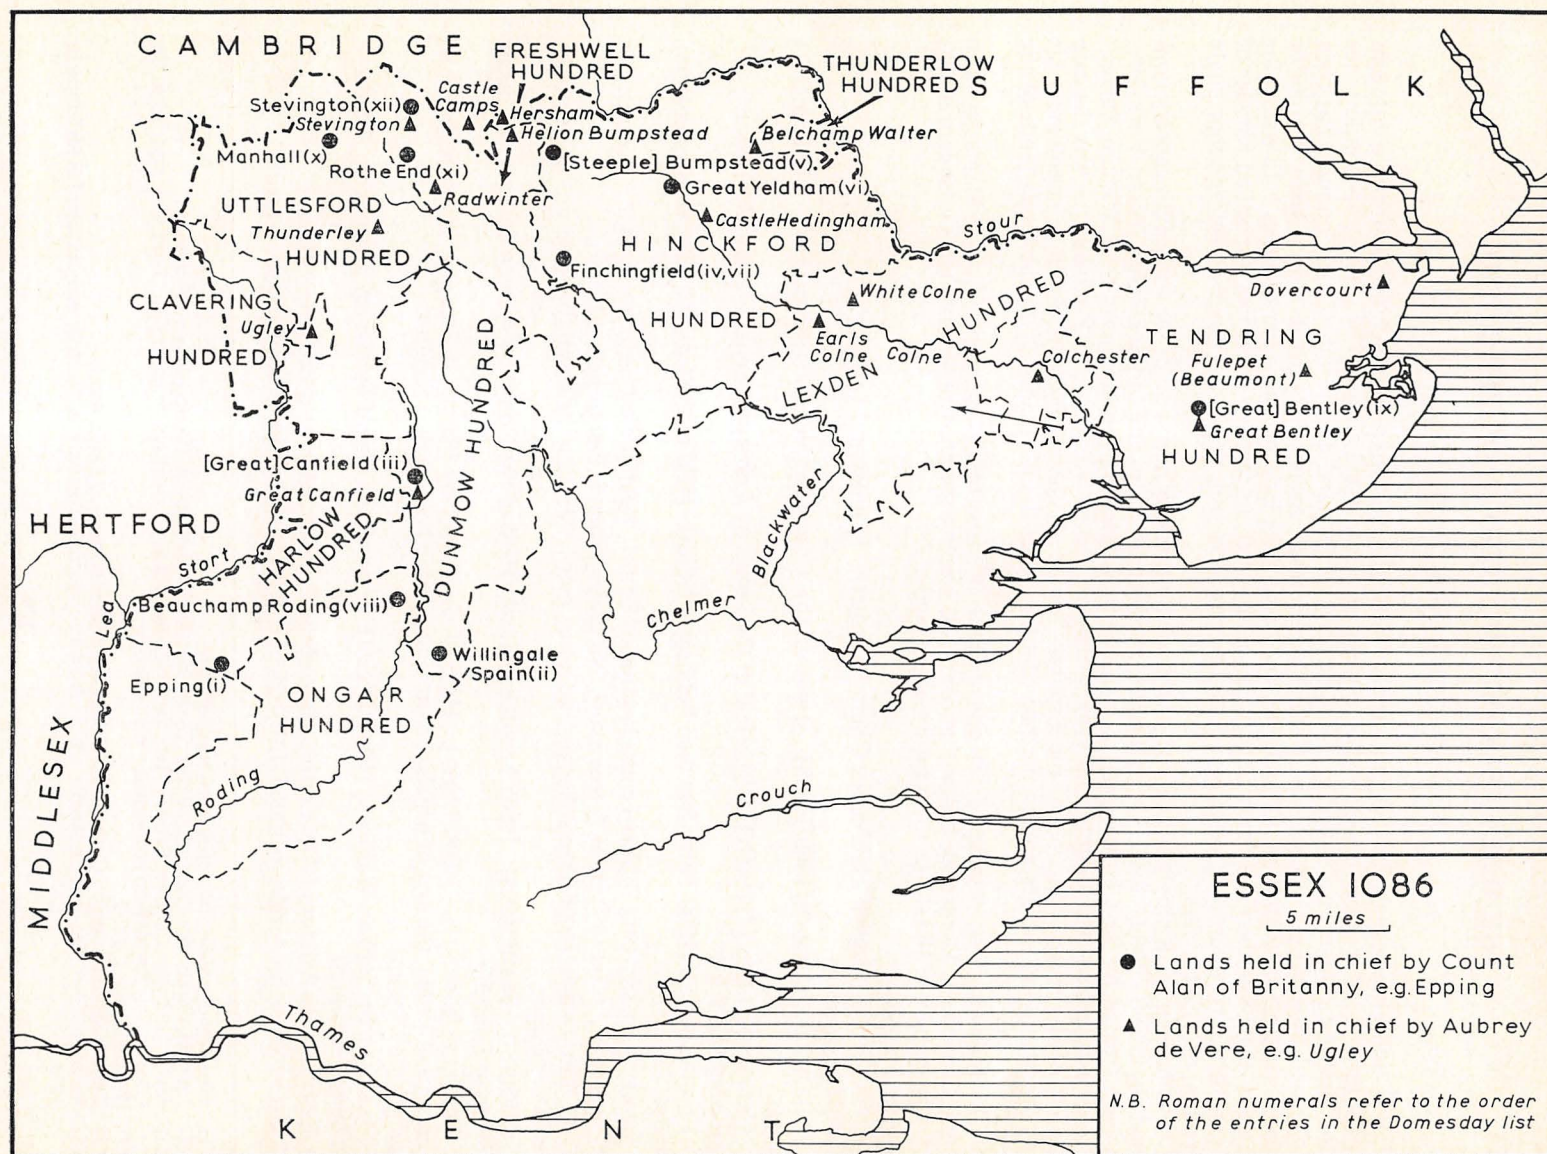 CAMBRIDGE
FRESHWELL
HUNDRED
THUNDERLOW
HUNDRED
SUFFOLK
Castle
Camps
Stevington(xii)
Stevington
Hersham
Helion Bumpstead
Belchamp Walter
Manhall(x)
[Steeple] Bumpstead(v)
Rothe End(xi)
Great Yeldham(vi)
Radwinter
UTTLESFORD
Castle Hedingham
Thunderley
HUNDRED
HINCKFORD
Stour
Finchingfield(iv,vii)
CLAVERING
White Colne
Dovercourt
Ugley
HUNDRED
HUNDRED
Earls
Colne
Colne
LEXDEN HUNDRED
Colchester
TENDRING
Fulepet
(Beaumont)
HUNDRED
[Great] Bentley(ix)
Great Bentley
HUNDRED
[Great] Canfield(iii)
Great Canfield
DUNMOW HUNDRED
HERTFORD
HARLOW
HUNDRED
Stort
Blackwater
Lea
Beauchamp Roding(viii)
Chelmer
Willingale
Spain(ii)
Epping(i)
ONGAR
HUNDRED
MIDDLESEX
Roding
Crouch
Thames
KENT
ESSEX 1086
5 miles
Lands held in chief by Count
Alan of Britanny, e.g. Epping
Lands held in chief by Aubrey
de Vere, e.g. Ugley
N.B. Roman numerals refer to the order
of the entries in the Domesday list